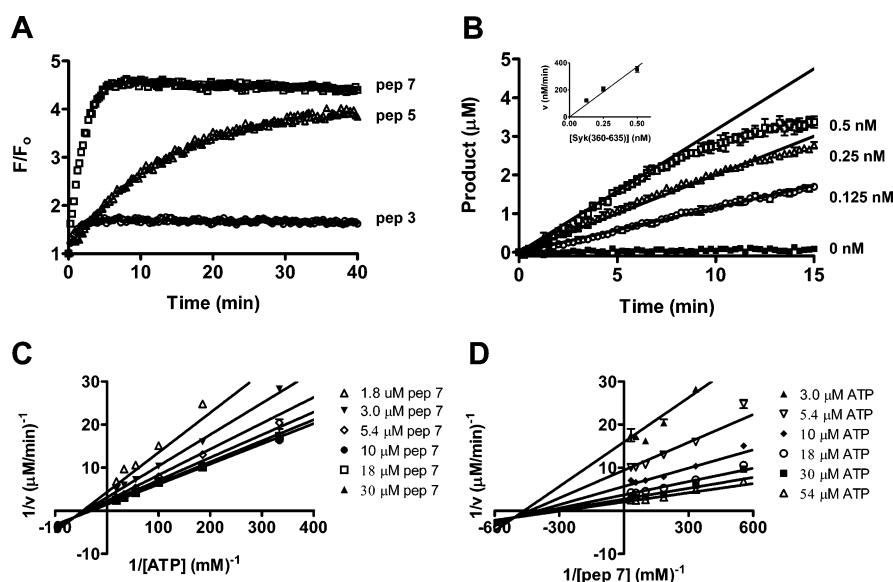 A
B
5
4
3
2
1
F/Fo
0
10
20
30
40
Time (min)
pep 7
pep 5
pep 3
5
4
3
2
1
0
Product (µM)
0
5
10
15
Time (min)
0.5 nM
0.25 nM
0.125 nM
0 nM
400
200
0
v (nM/min)
0.00
0.25
0.50
[Syk(360-635)] (nM)
C
D
30
20
10
-10
1/v (µM/min)-1
-100
100
200
300
400
1/[ATP] (mM)-1
1.8 uM pep 7
3.0 µM pep 7
5.4 µM pep 7
10 µM pep 7
18 µM pep 7
30 µM pep 7
30
20
10
-10
1/v (µM/min)-1
-600
-300
300
600
1/[pep 7] (mM)-1
3.0 µM ATP
5.4 µM ATP
10 µM ATP
18 µM ATP
30 µM ATP
54 µM ATP